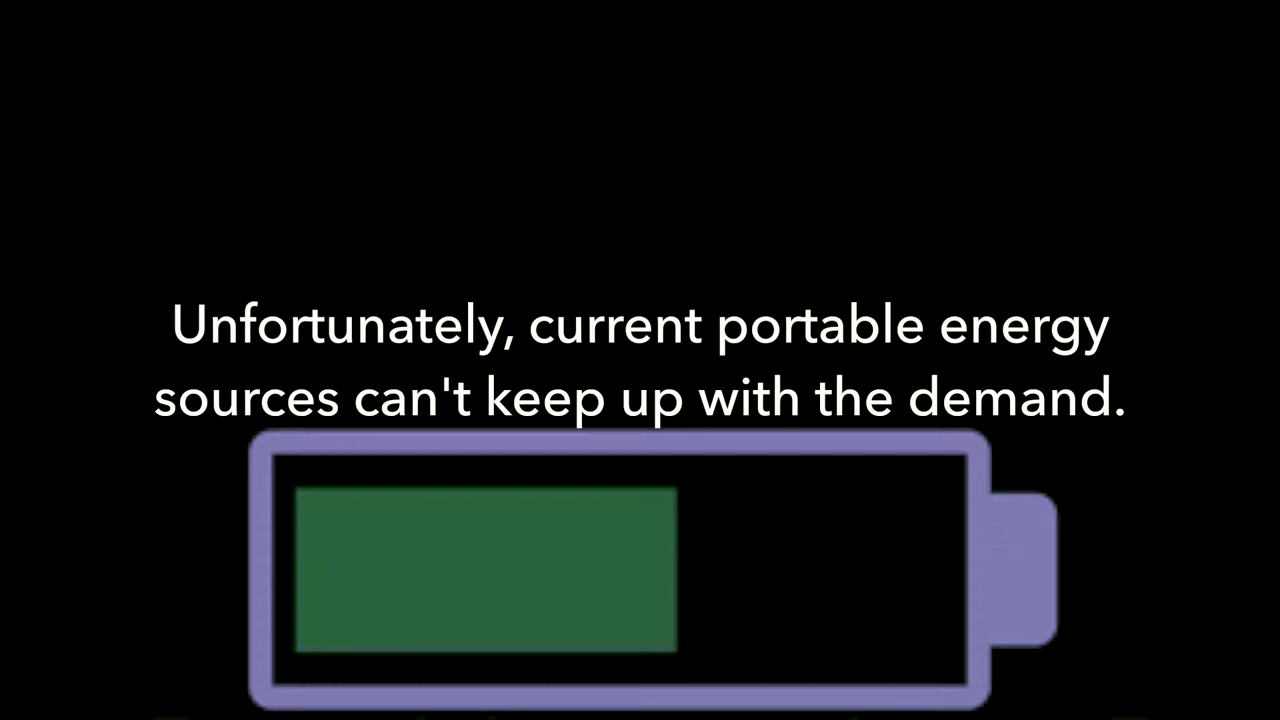 Unfortunately, current portable energy
sources can't keep up with the demand.